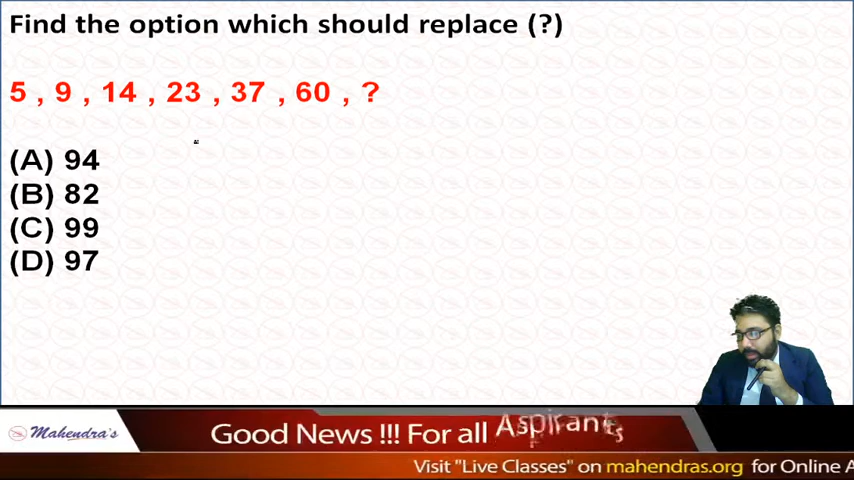 Find the option which should replace (?)
5 , 9 , 14 , 23 , 37 , 60 , ?
(A) 94
(B) 82
(C) 99
(D) 97
Mahendra's
Good News !!! For all Aspirants
Visit "Live Classes" on mahendras.org for Online A